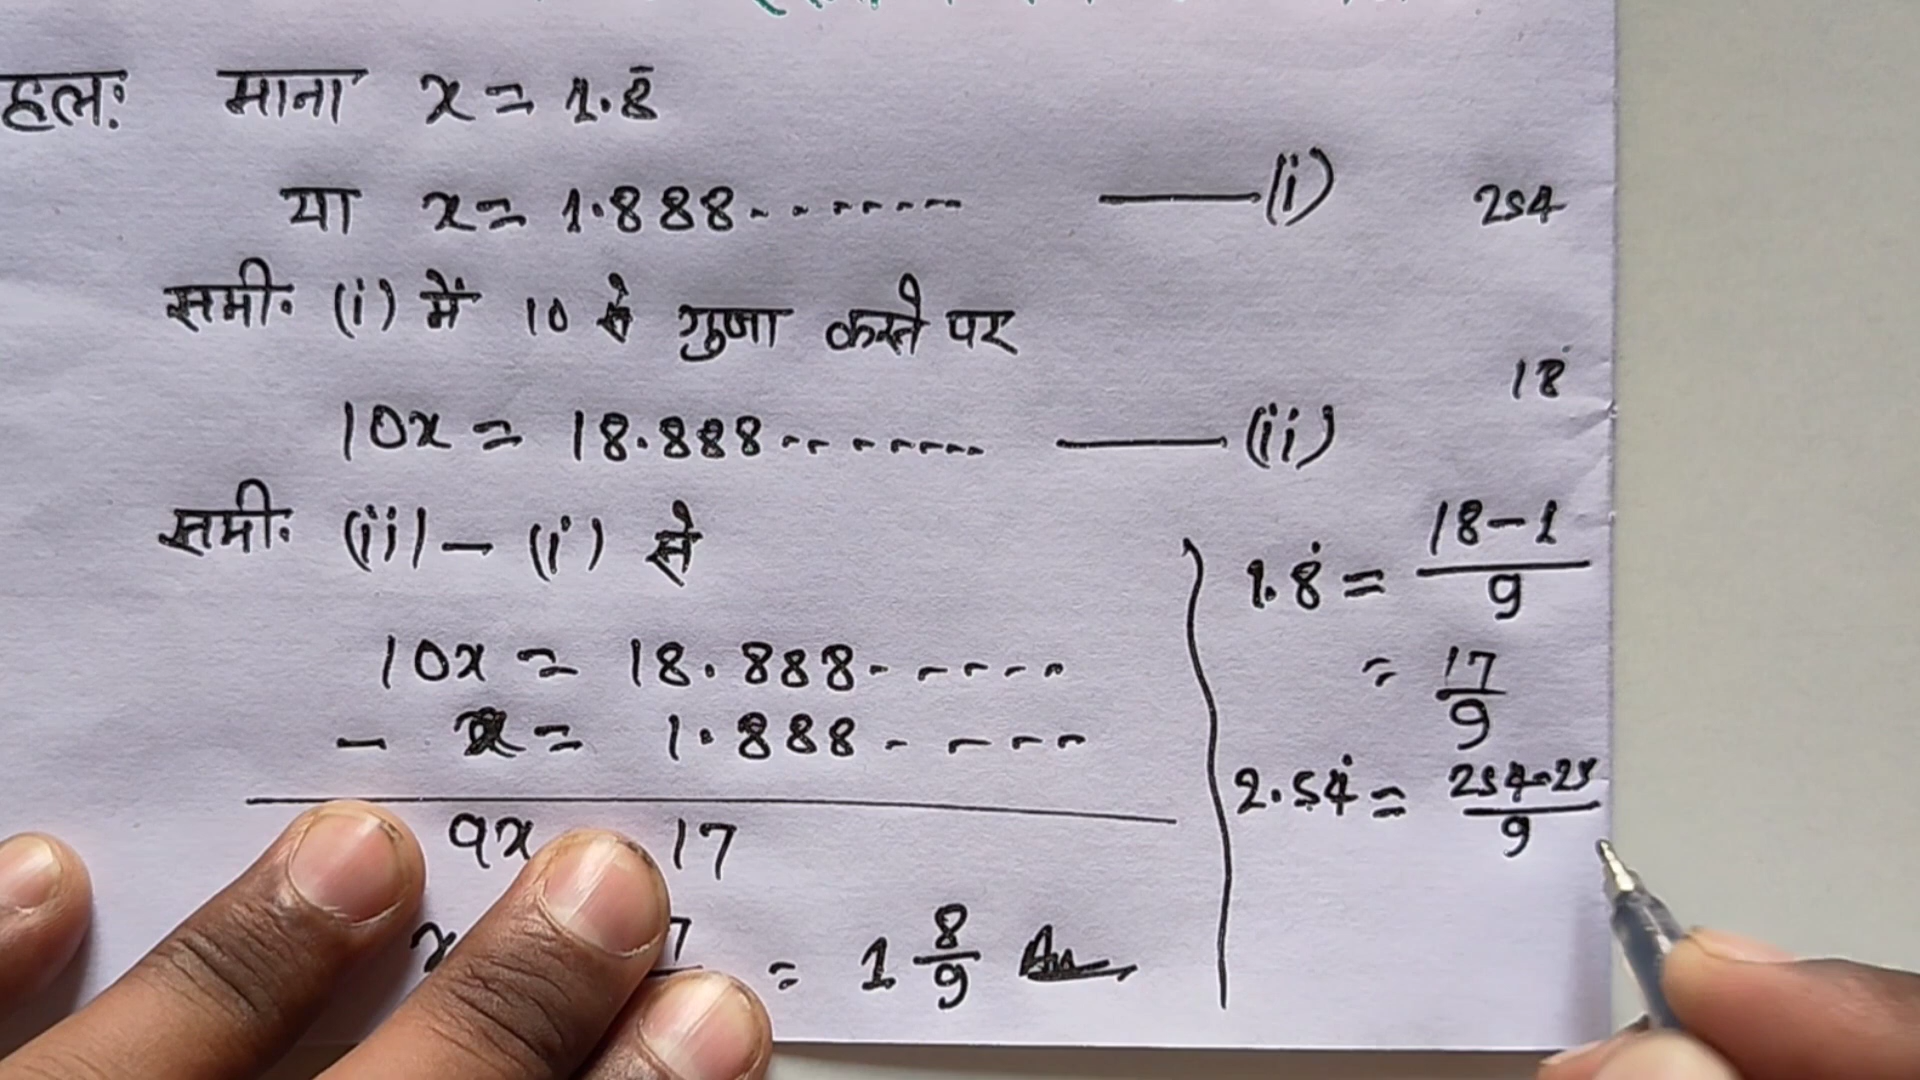 हलः माना x = 1.8̄
या x = 1.888........ —— (i)
254
समी. (i) में 10 से गुणा करने पर
18
10x = 18.888........ —— (ii)
समी. (ii) - (i) से
10x = 18.888......
- x = 1.888.....
9x 17
x 7 = 1 8/9 Ans
1.8̇ = 18-1/9
= 17/9
2.54̇ = 254-25/9